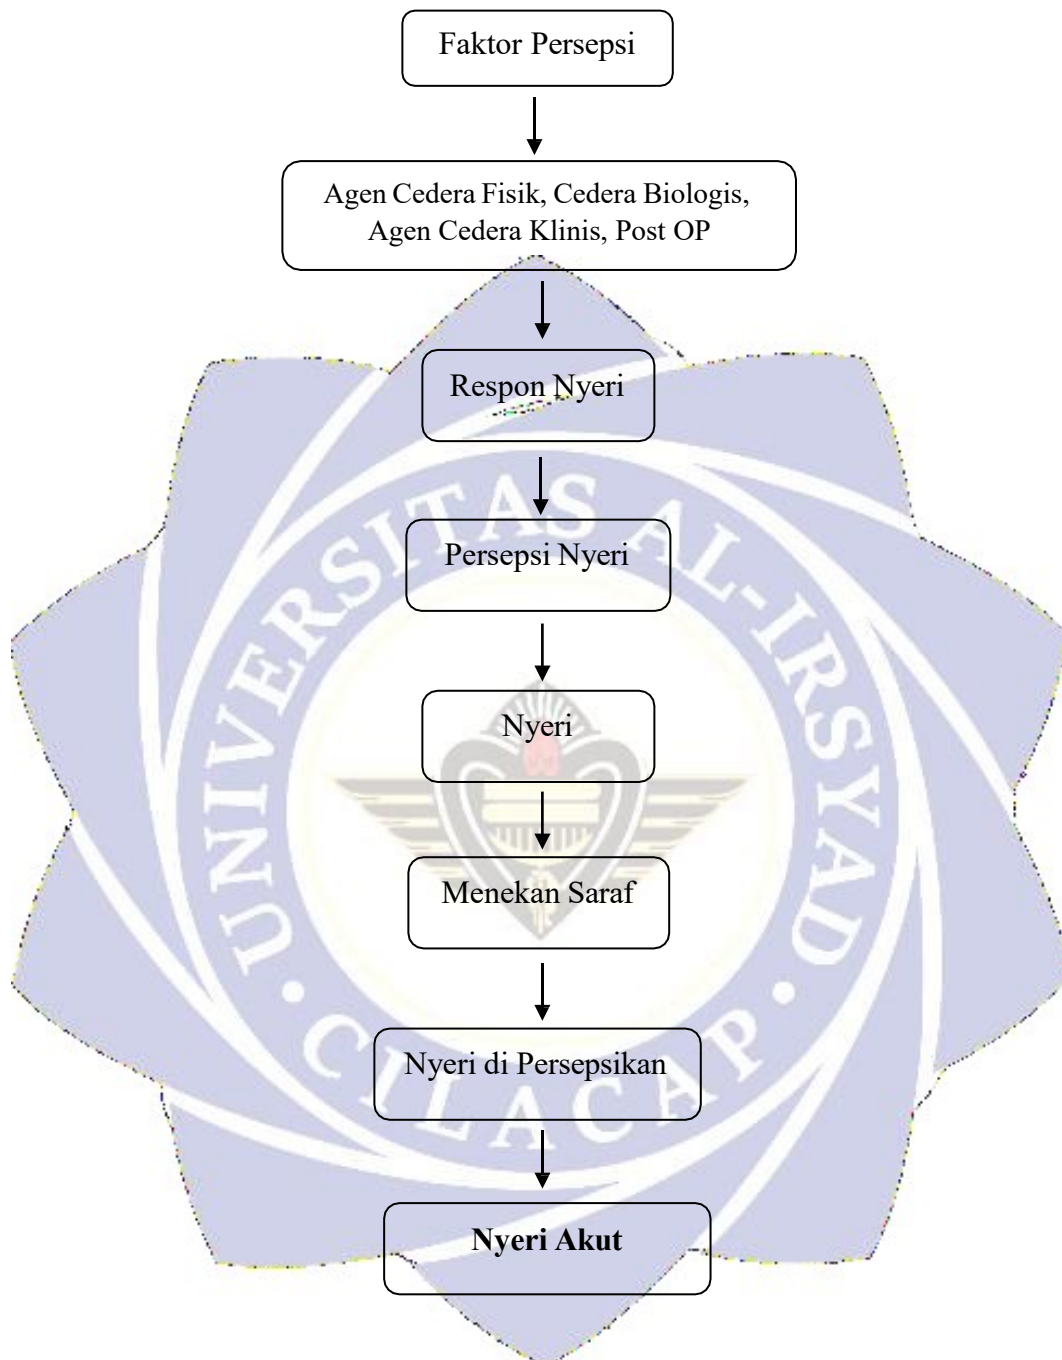 Faktor Persepsi
Agen Cedera Fisik, Cedera Biologis,
Agen Cedera Klinis, Post OP
Respon Nyeri
Persepsi Nyeri
Nyeri
Menekan Saraf
Nyeri di Persepsikan
Nyeri Akut
UNIVERSITAS AL-IRSYAD
• CILACAP •